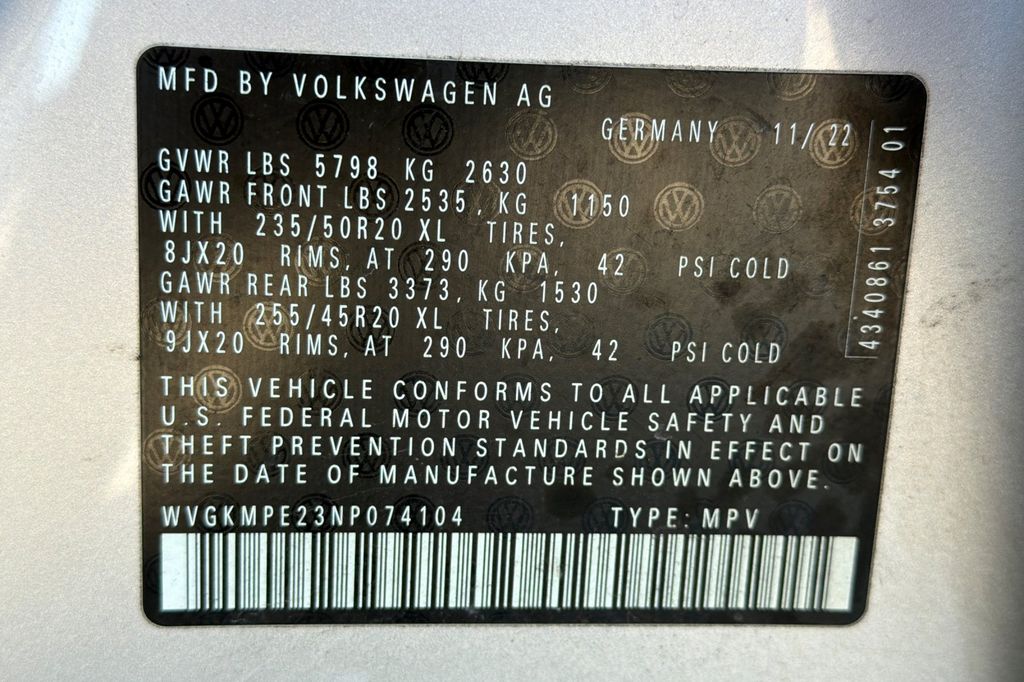 MFD BY VOLKSWAGEN AG
GERMANY 11/22
GVWR LBS 5798 KG 2630
GAWR FRONT LBS 2535, KG 1150
WITH 235/50R20 XL TIRES,
8JX20 RIMS, AT 290 KPA, 42 PSI COLD
GAWR REAR LBS 3373, KG 1530
WITH 255/45R20 XL TIRES,
9JX20 RIMS, AT 290 KPA, 42 PSI COLD
THIS VEHICLE CONFORMS TO ALL APPLICABLE
U.S. FEDERAL MOTOR VEHICLE SAFETY AND
THEFT PREVENTION STANDARDS IN EFFECT ON
THE DATE OF MANUFACTURE SHOWN ABOVE.
WVGKMPE23NP074104 TYPE: MPV
4340861 3754 01